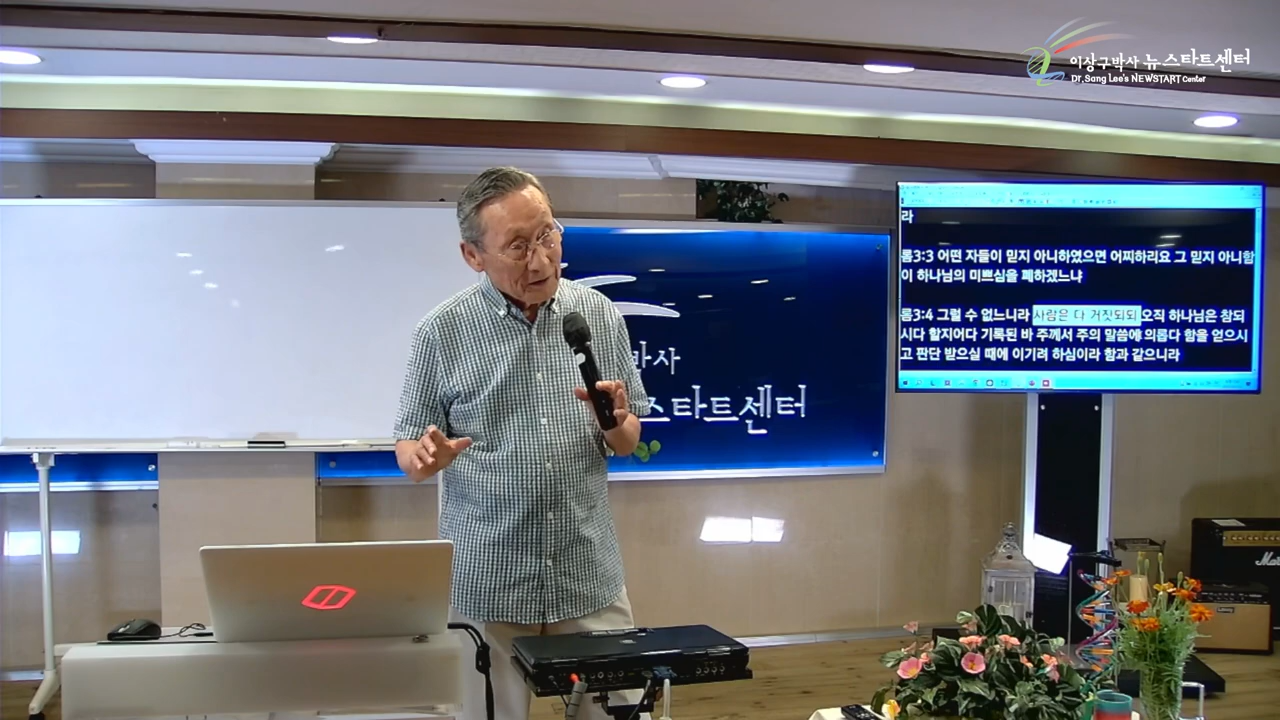 이상구박사 뉴스타트센터
Dr. Sang Lee's NEWSTART Center
라
롬3:3 어떤 자들이 믿지 아니하였으면 어찌하리요 그 믿지 아니함
이 하나님의 미쁘심을 폐하겠느냐
롬3:4 그럴 수 없느니라 사람은 다 거짓되되 오직 하나님은 참되
시다 할지어다 기록된 바 주께서 주의 말씀에 의롭다 함을 얻으시
고 판단 받으실 때에 이기려 하심이라 함과 같으니라
박사
스타트센터